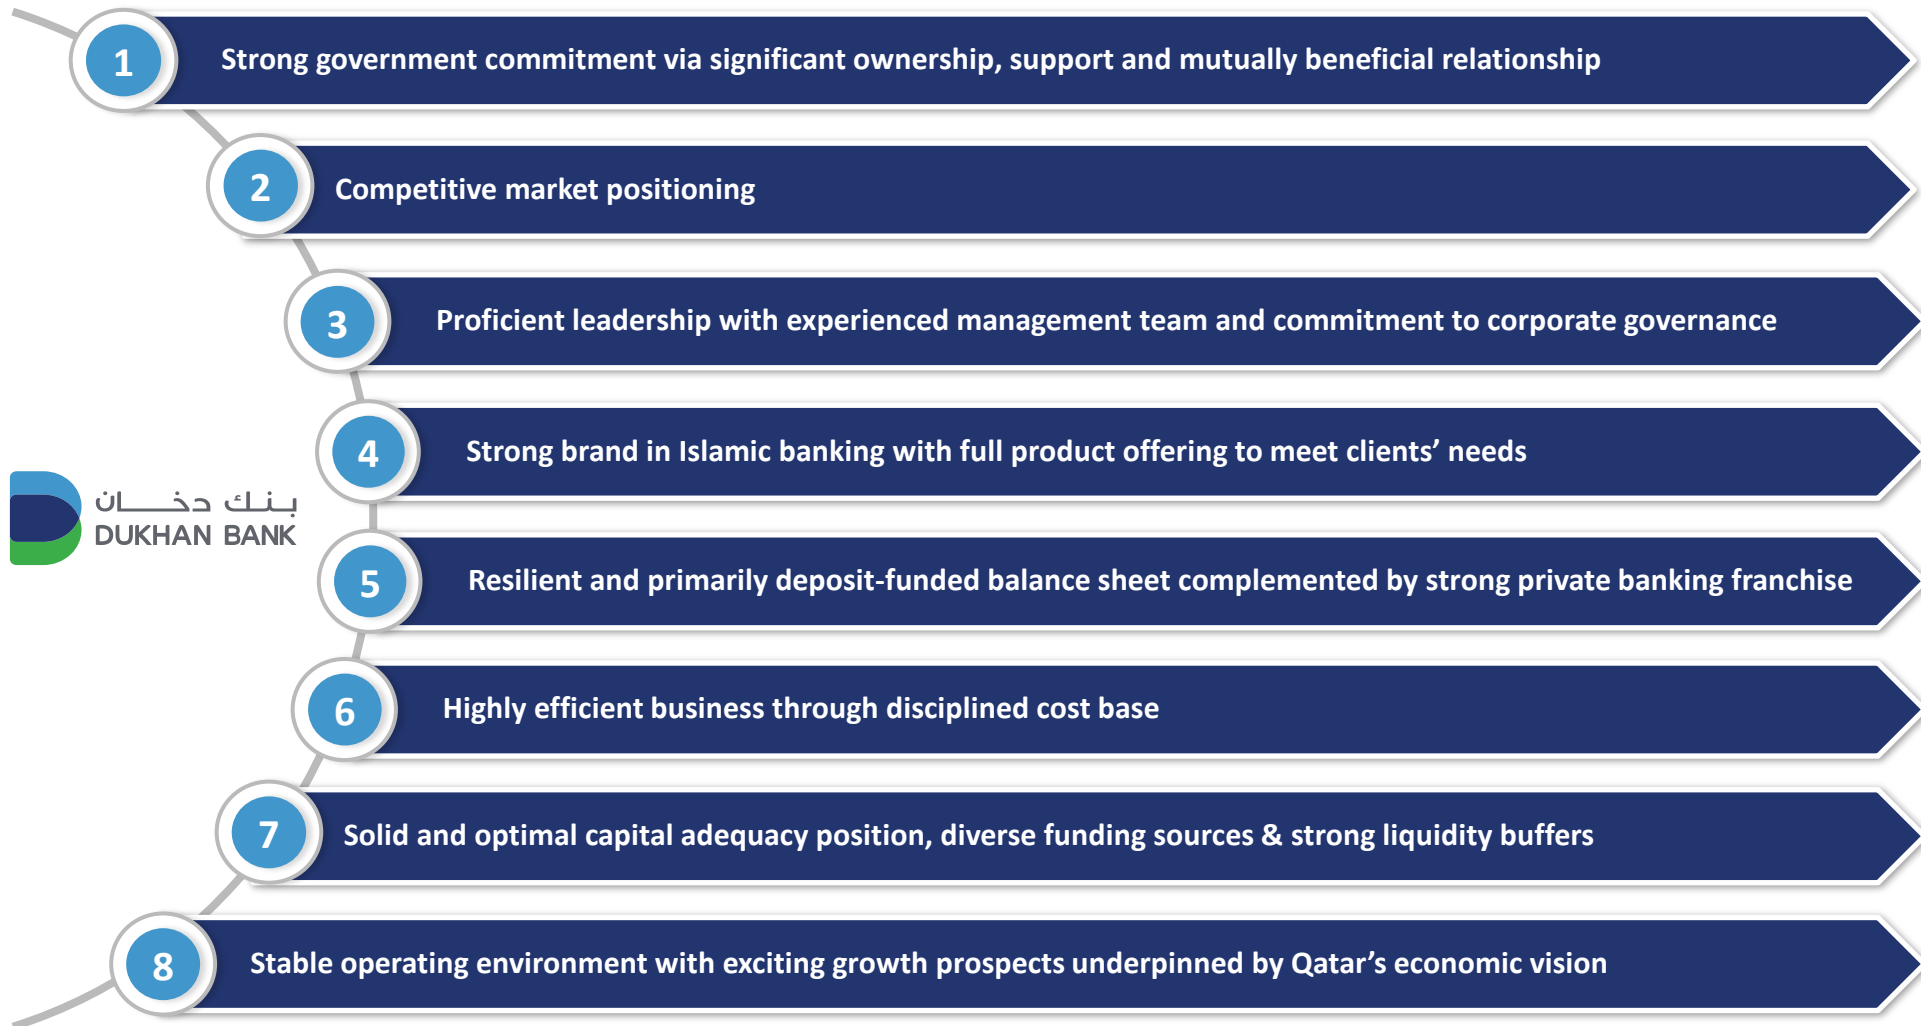 1
Strong government commitment via significant ownership, support and mutually beneficial relationship
2
Competitive market positioning
3
Proficient leadership with experienced management team and commitment to corporate governance
4
Strong brand in Islamic banking with full product offering to meet clients’ needs
بنك دخان
DUKHAN BANK
5
Resilient and primarily deposit-funded balance sheet complemented by strong private banking franchise
6
Highly efficient business through disciplined cost base
7
Solid and optimal capital adequacy position, diverse funding sources & strong liquidity buffers
8
Stable operating environment with exciting growth prospects underpinned by Qatar’s economic vision